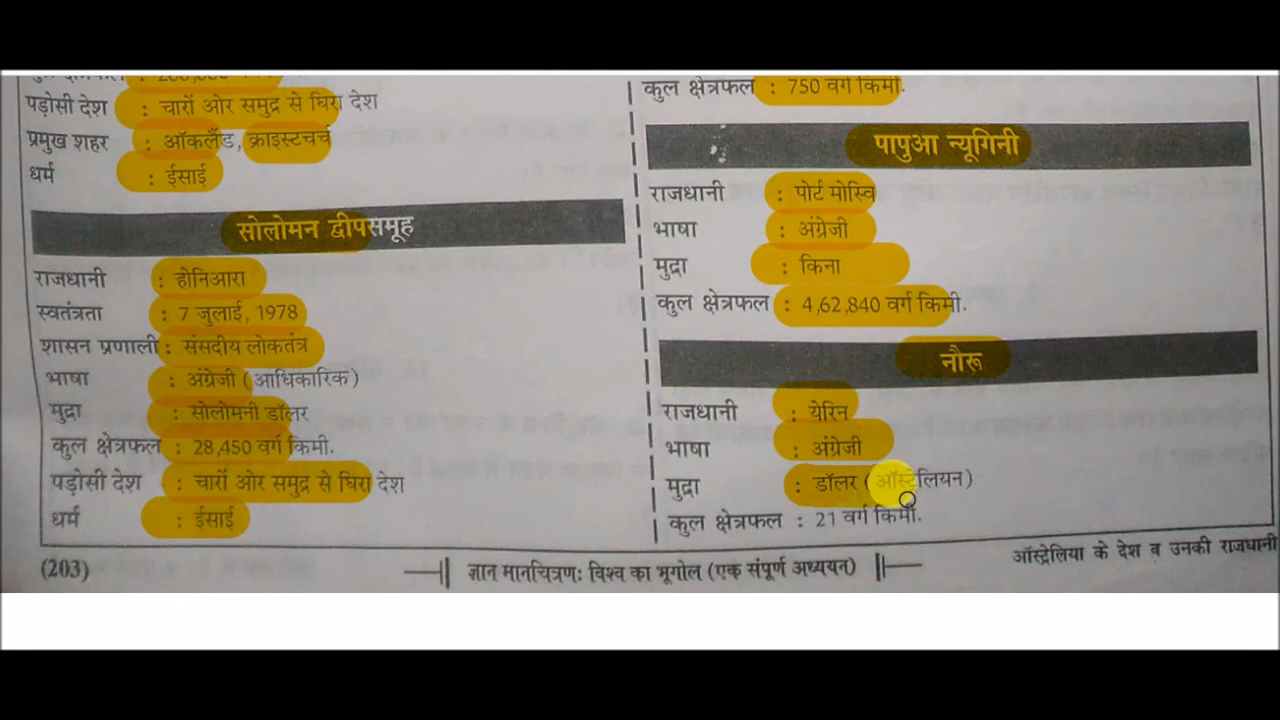 पड़ोसी देश : चारों ओर समुद्र से घिरा देश
प्रमुख शहर : ऑकलैंड, क्राइस्टचर्च
धर्म : ईसाई
सोलोमन द्वीपसमूह
राजधानी : होनिआरा
स्वतंत्रता : 7 जुलाई, 1978
शासन प्रणाली : संसदीय लोकतंत्र
भाषा : अंग्रेजी (आधिकारिक)
मुद्रा : सोलोमनी डॉलर
कुल क्षेत्रफल : 28,450 वर्ग किमी.
पड़ोसी देश : चारों ओर समुद्र से घिरा देश
धर्म : ईसाई
कुल क्षेत्रफल : 750 वर्ग किमी.
पापुआ न्यूगिनी
राजधानी : पोर्ट मोस्वि
भाषा : अंग्रेजी
मुद्रा : किना
कुल क्षेत्रफल : 4,62,840 वर्ग किमी.
नौरू
राजधानी : येरिन
भाषा : अंग्रेजी
मुद्रा : डॉलर (ऑस्ट्रेलियन)
कुल क्षेत्रफल : 21 वर्ग किमी.
(203)
ज्ञान मानचित्रण: विश्व का भूगोल (एक संपूर्ण अध्ययन)
ऑस्ट्रेलिया के देश व उनकी राजधानी